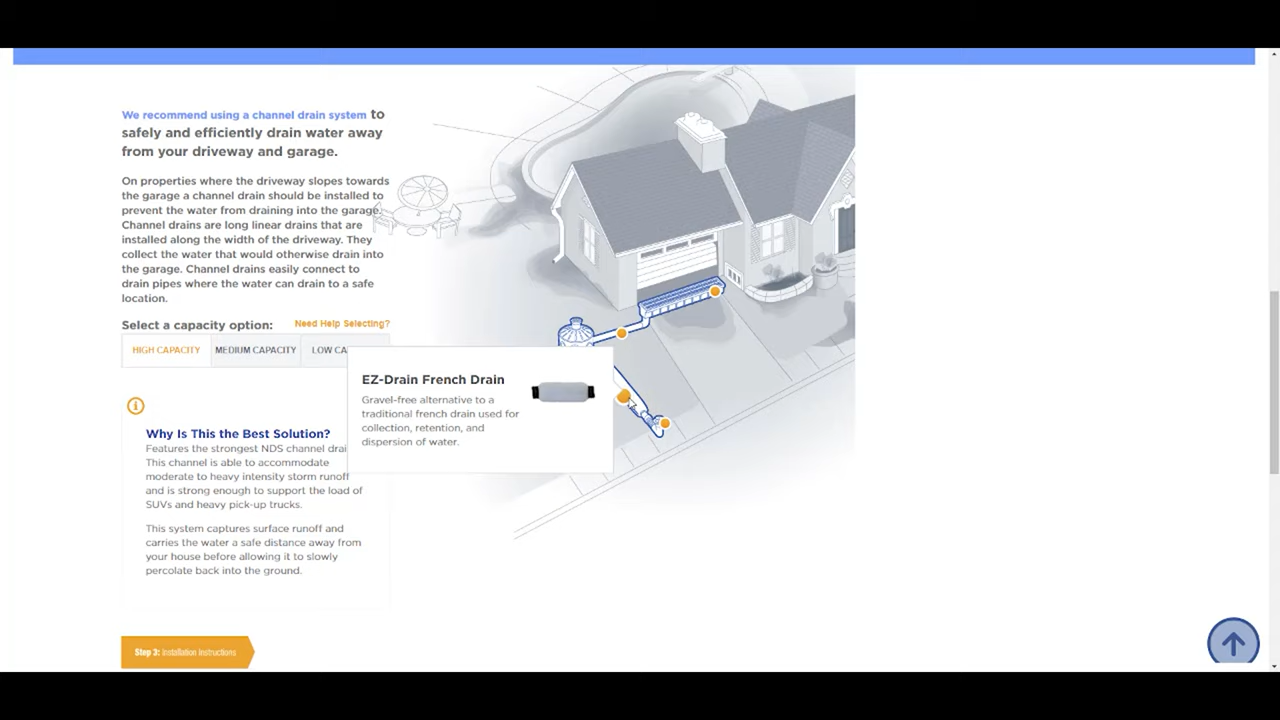 We recommend using a channel drain system to
safely and efficiently drain water away
from your driveway and garage.
On properties where the driveway slopes towards
the garage a channel drain should be installed to
prevent the water from draining into the garage.
Channel drains are long linear drains that are
installed along the width of the driveway. They
collect the water that would otherwise drain into
the garage. Channel drains easily connect to
drain pipes where the water can drain to a safe
location.
Select a capacity option: Need Help Selecting?
HIGH CAPACITY MEDIUM CAPACITY LOW CA
EZ-Drain French Drain
Gravel-free alternative to a
traditional french drain used for
collection, retention, and
dispersion of water.
Why Is This the Best Solution?
Features the strongest NDS channel drai
This channel is able to accommodate
moderate to heavy intensity storm runoff
and is strong enough to support the load of
SUVs and heavy pick-up trucks.
This system captures surface runoff and
carries the water a safe distance away from
your house before allowing it to slowly
percolate back into the ground.
Step 3: Installation Instructions